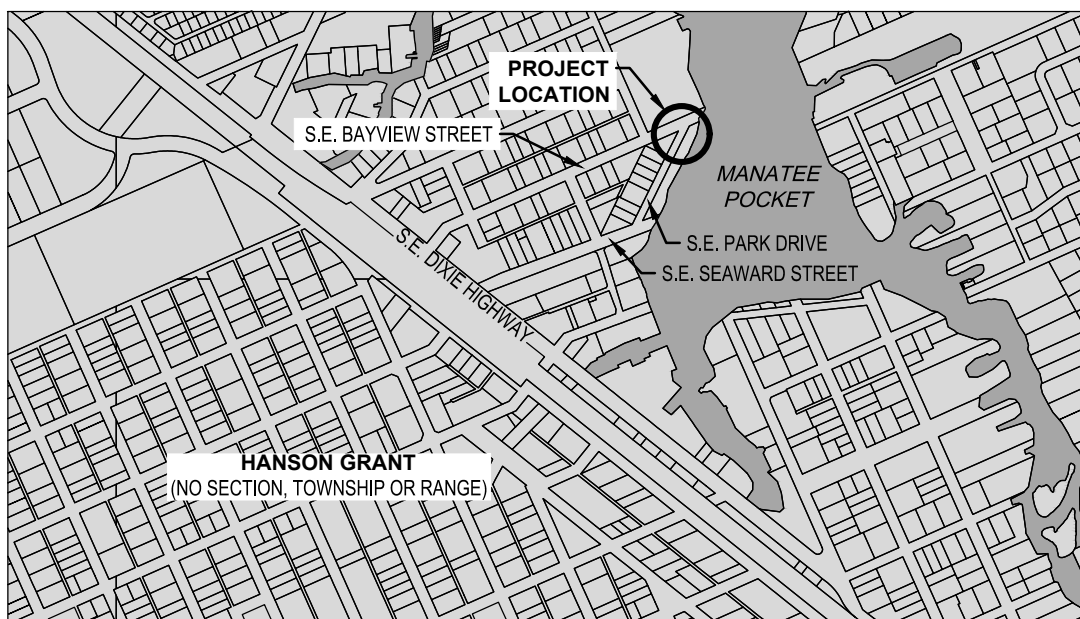 PROJECT
LOCATION
S.E. BAYVIEW STREET
MANATEE
POCKET
S.E. PARK DRIVE
S.E. SEAWARD STREET
S.E. DIXIE HIGHWAY
HANSON GRANT
(NO SECTION, TOWNSHIP OR RANGE)